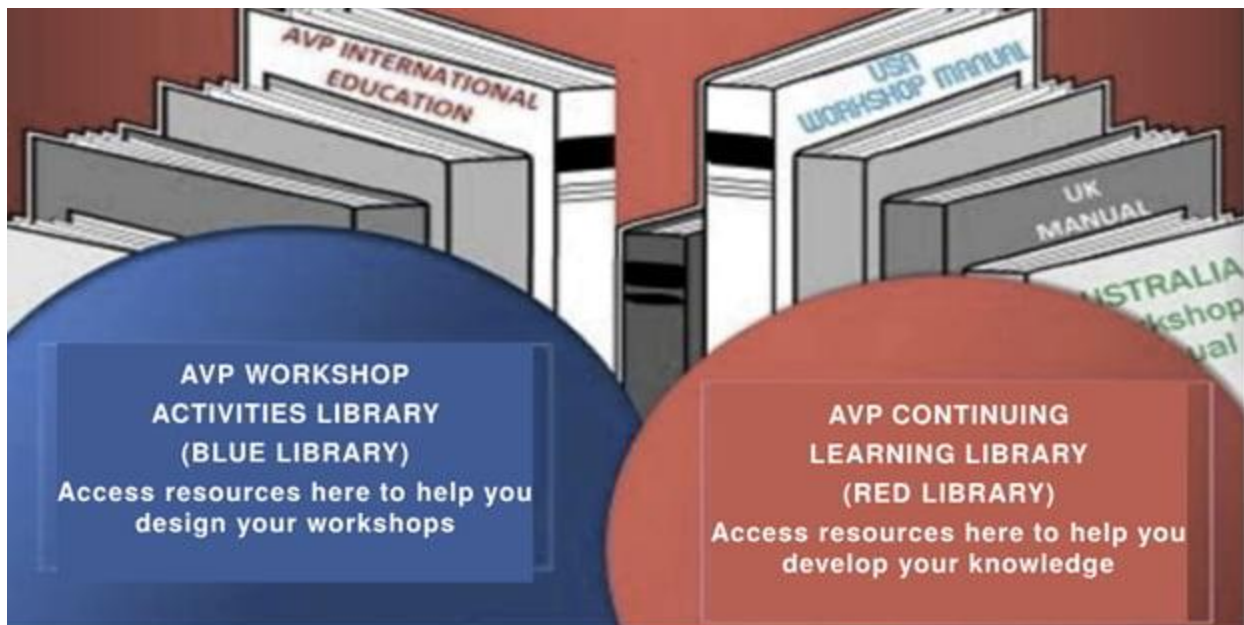 AVP INTERNATIONAL
EDUCATION
USA
WORKSHOP MANUAL
UK
MANUAL
AVP WORKSHOP
ACTIVITIES LIBRARY
(BLUE LIBRARY)
Access resources here to help you
design your workshops
AVP CONTINUING
LEARNING LIBRARY
(RED LIBRARY)
Access resources here to help you
develop your knowledge